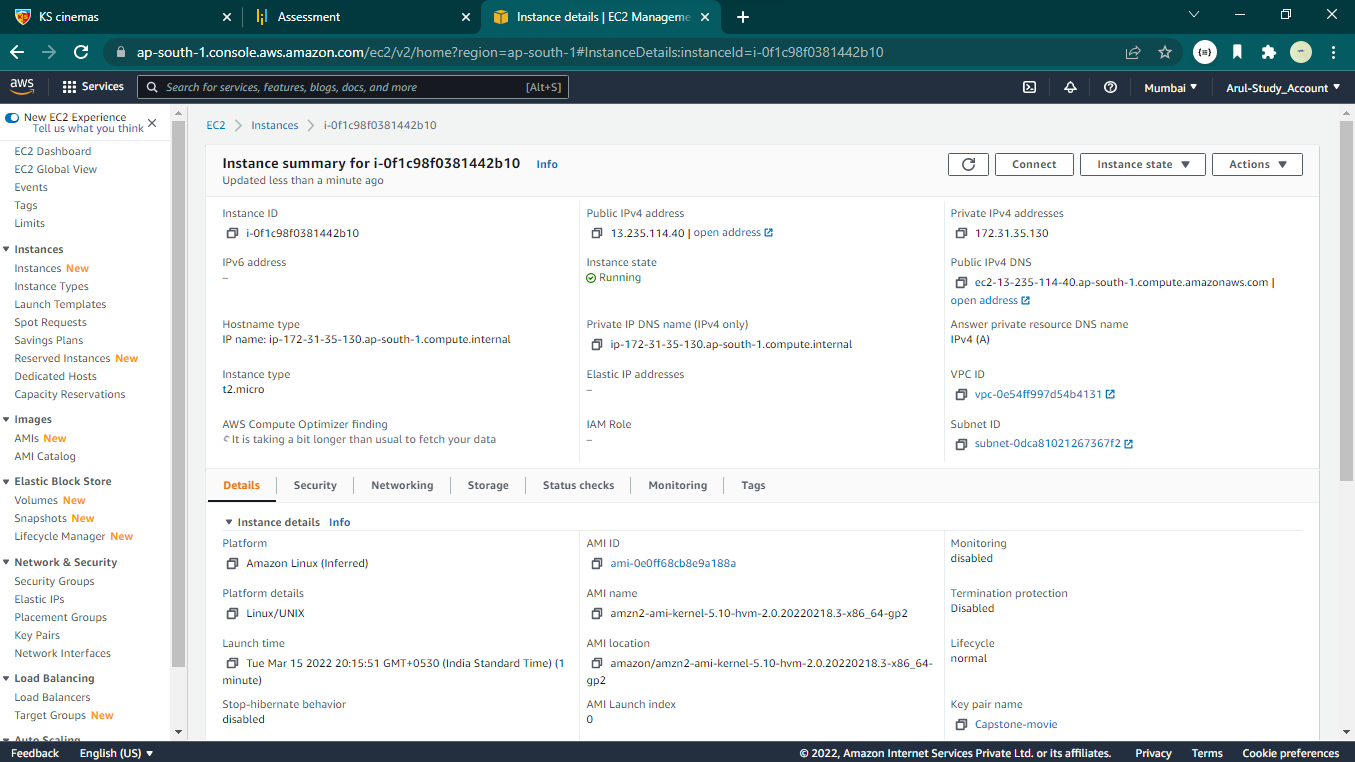 KS cinemas
Assessment
Instance details | EC2 Manageme
ap-south-1.console.aws.amazon.com/ec2/v2/home?region=ap-south-1#InstanceDetails:instanceId=i-0f1c98f0381442b10
aws
Services
Search for services, features, blogs, docs, and more
[Alt+S]
Mumbai
Arul-Study_Account
New EC2 Experience
Tell us what you think
EC2 Dashboard
EC2 Global View
Events
Tags
Limits
Instances
Instances New
Instance Types
Launch Templates
Spot Requests
Savings Plans
Reserved Instances New
Dedicated Hosts
Capacity Reservations
Images
AMIs New
AMI Catalog
Elastic Block Store
Volumes New
Snapshots New
Lifecycle Manager New
Network & Security
Security Groups
Elastic IPs
Placement Groups
Key Pairs
Network Interfaces
Load Balancing
Load Balancers
Target Groups New
Auto Scaling
EC2 > Instances > i-0f1c98f0381442b10
Instance summary for i-0f1c98f0381442b10 Info
Updated less than a minute ago
Connect
Instance state
Actions
Instance ID
i-0f1c98f0381442b10
Public IPv4 address
13.235.114.40 | open address
Private IPv4 addresses
172.31.35.130
IPv6 address
–
Instance state
Running
Public IPv4 DNS
ec2-13-235-114-40.ap-south-1.compute.amazonaws.com |
open address
Hostname type
IP name: ip-172-31-35-130.ap-south-1.compute.internal
Private IP DNS name (IPv4 only)
ip-172-31-35-130.ap-south-1.compute.internal
Answer private resource DNS name
IPv4 (A)
Instance type
t2.micro
Elastic IP addresses
–
VPC ID
vpc-0e54ff997d54b4131
AWS Compute Optimizer finding
It is taking a bit longer than usual to fetch your data
IAM Role
–
Subnet ID
subnet-0dca81021267367f2
Details
Security
Networking
Storage
Status checks
Monitoring
Tags
Instance details Info
Platform
Amazon Linux (Inferred)
AMI ID
ami-0e0ff68cb8e9a188a
Monitoring
disabled
Platform details
Linux/UNIX
AMI name
amzn2-ami-kernel-5.10-hvm-2.0.20220218.3-x86_64-gp2
Termination protection
Disabled
Launch time
Tue Mar 15 2022 20:15:51 GMT+0530 (India Standard Time) (1
minute)
AMI location
amazon/amzn2-ami-kernel-5.10-hvm-2.0.20220218.3-x86_64-
gp2
Lifecycle
normal
Stop-hibernate behavior
disabled
AMI Launch index
0
Key pair name
Capstone-movie
Feedback
English (US)
© 2022, Amazon Internet Services Private Ltd. or its affiliates.
Privacy
Terms
Cookie preferences